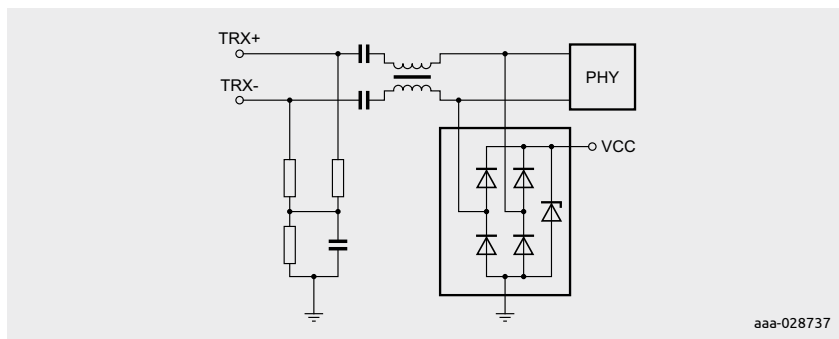 TRX+
PHY
TRX-
VCC
aaa-028737